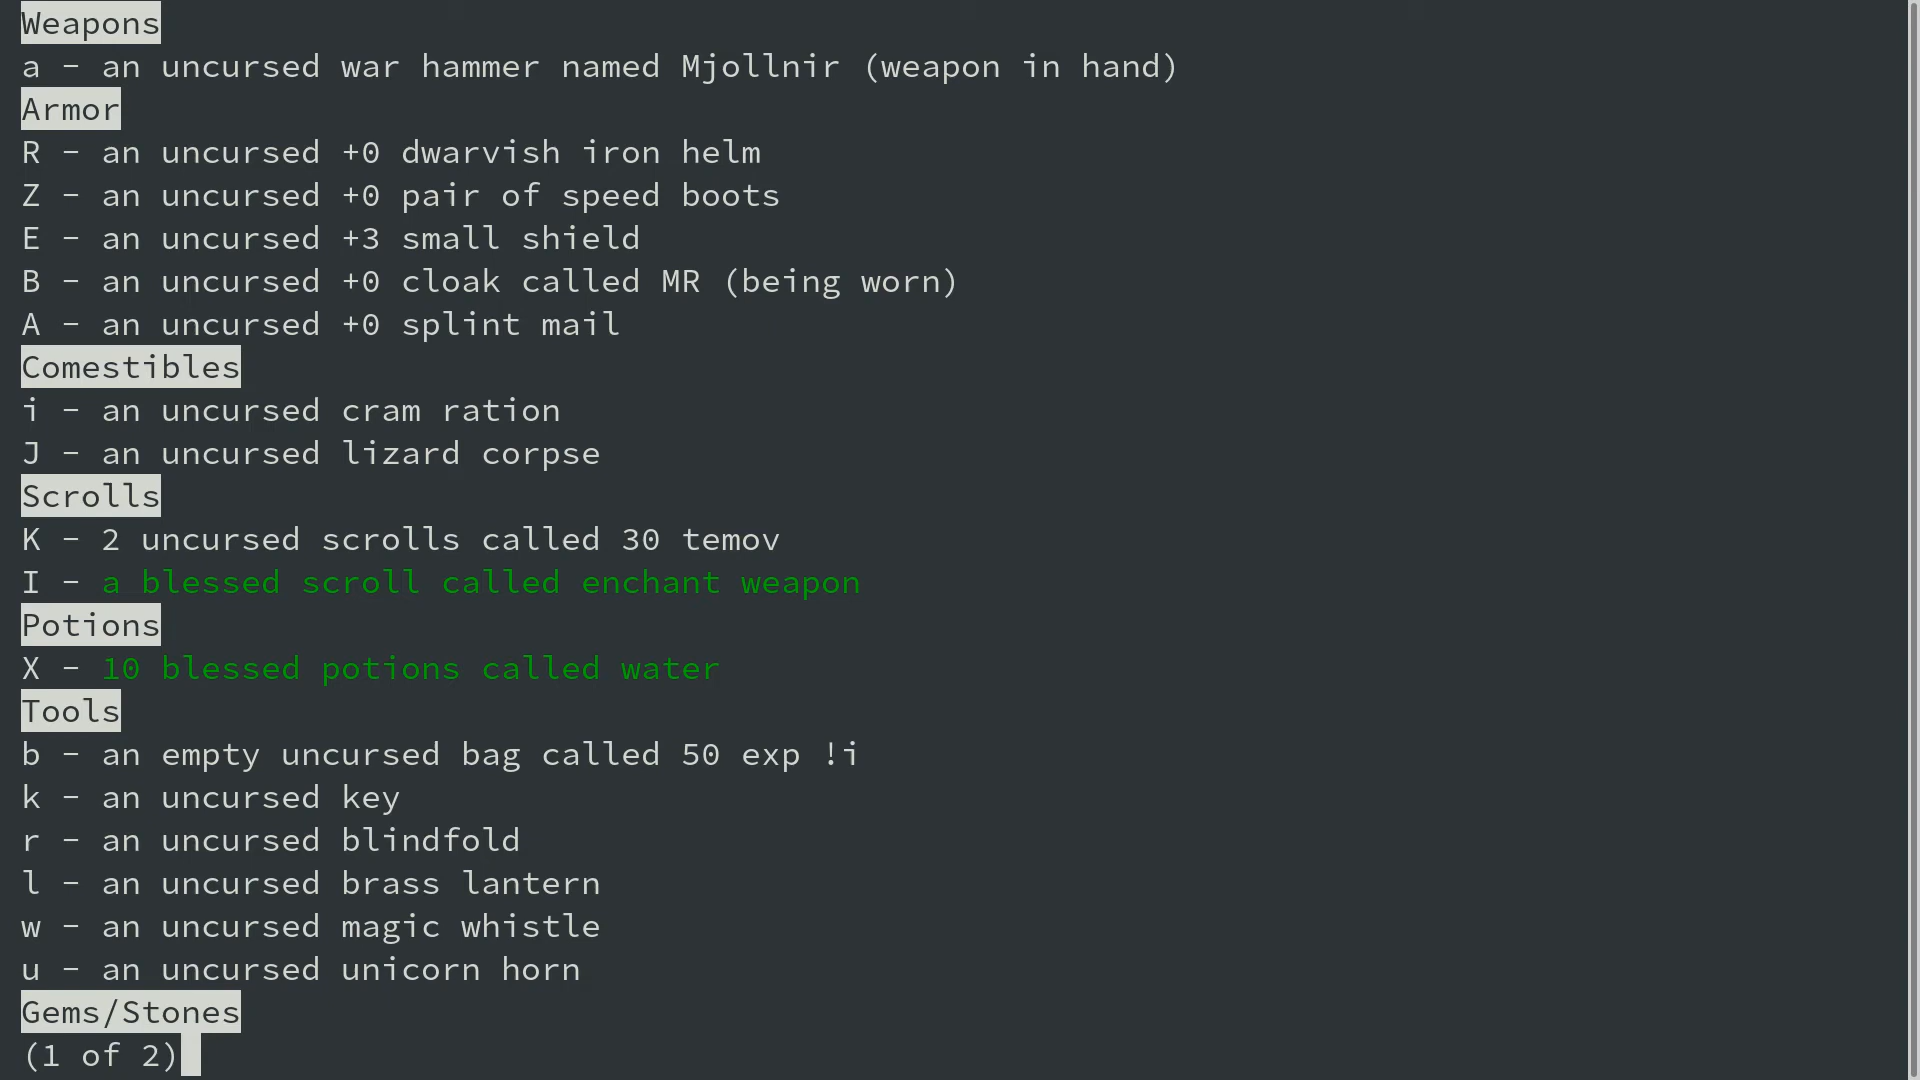 Weapons
a - an uncursed war hammer named Mjollnir (weapon in hand)
Armor
R - an uncursed +0 dwarvish iron helm
Z - an uncursed +0 pair of speed boots
E - an uncursed +3 small shield
B - an uncursed +0 cloak called MR (being worn)
A - an uncursed +0 splint mail
Comestibles
i - an uncursed cram ration
J - an uncursed lizard corpse
Scrolls
K - 2 uncursed scrolls called 30 temov
I - a blessed scroll called enchant weapon
Potions
X - 10 blessed potions called water
Tools
b - an empty uncursed bag called 50 exp !i
k - an uncursed key
r - an uncursed blindfold
l - an uncursed brass lantern
w - an uncursed magic whistle
u - an uncursed unicorn horn
Gems/Stones
(1 of 2)